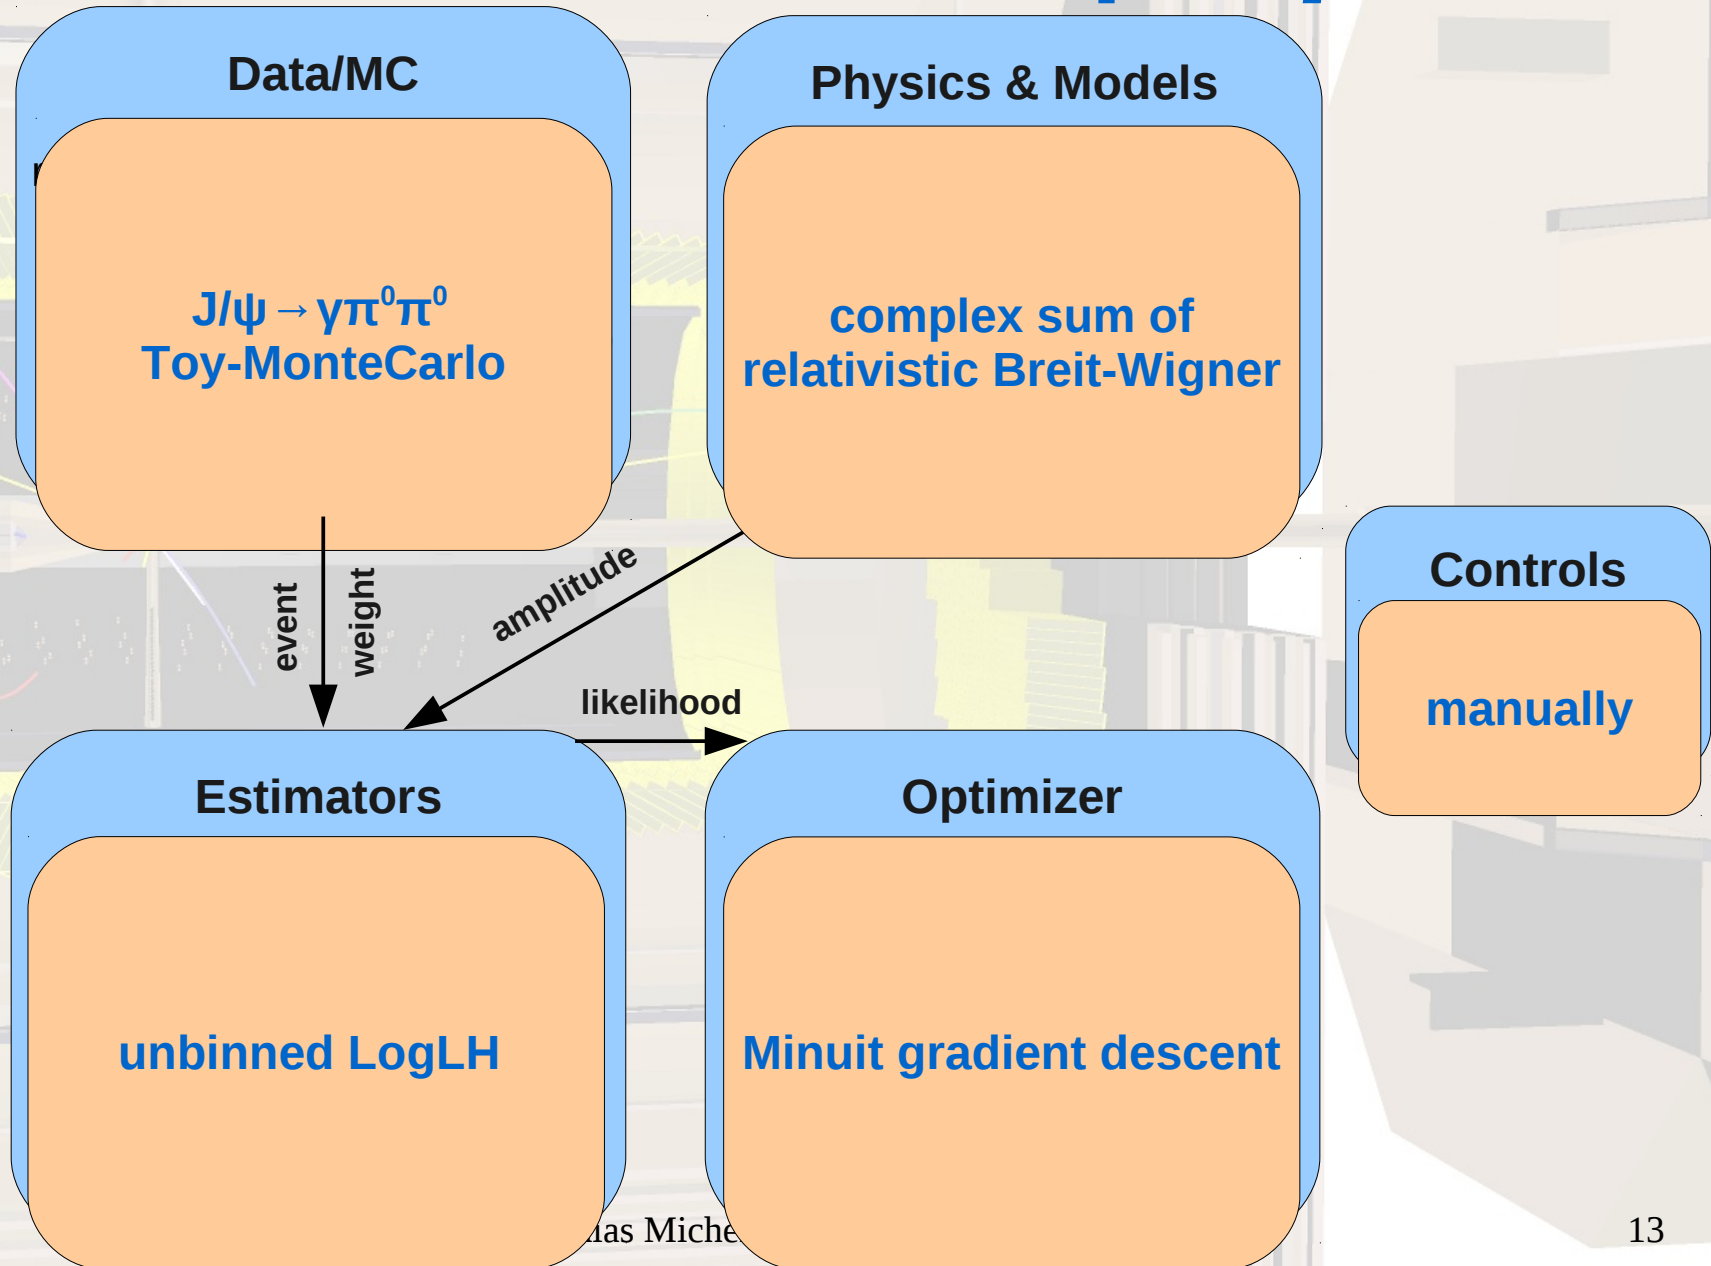 Data/MC
J/ψ→γπ⁰π⁰
Toy-MonteCarlo
Physics & Models
complex sum of
relativistic Breit-Wigner
event
weight
amplitude
likelihood
Controls
manually
Estimators
unbinned LogLH
Optimizer
Minuit gradient descent
13